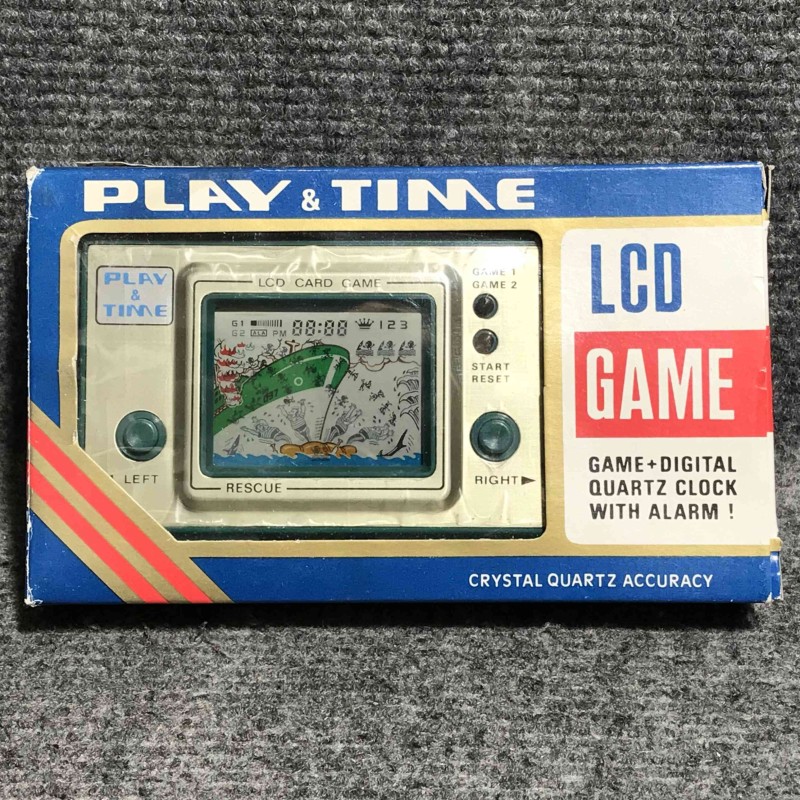 PLAY & TIME
PLAY
&
TIME
LCD CARD GAME
GAME 1
GAME 2
G1
G2 ALA PM 88:88 123
START
RESET
LEFT
RIGHT
RESCUE
LCD
GAME
GAME+DIGITAL
QUARTZ CLOCK
WITH ALARM !
CRYSTAL QUARTZ ACCURACY